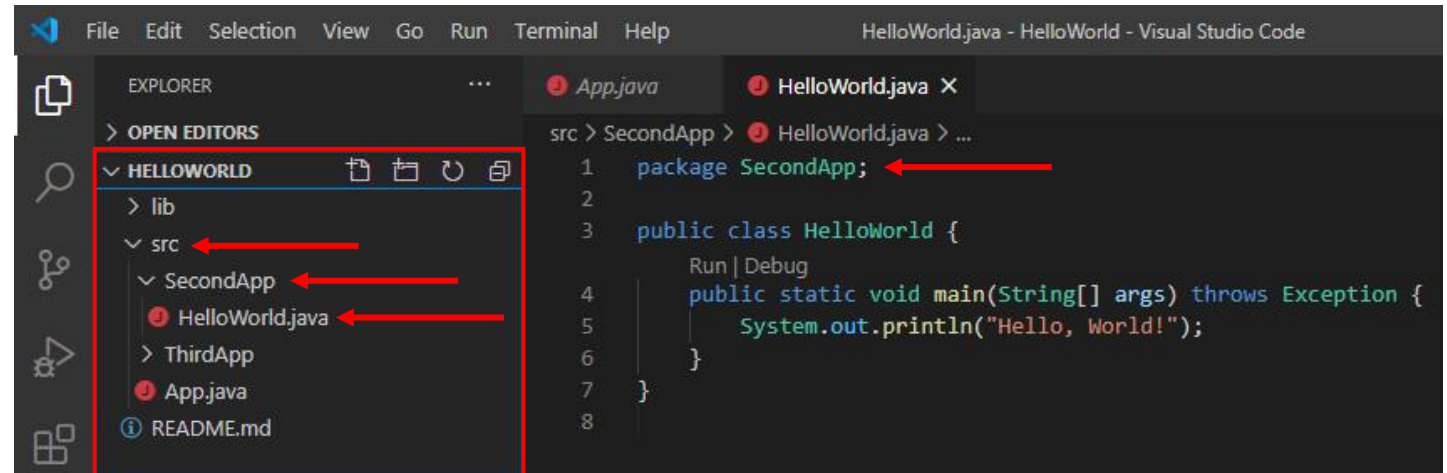 File Edit Selection View Go Run Terminal Help HelloWorld.java - HelloWorld - Visual Studio Code
EXPLORER ...
> OPEN EDITORS
HELLOWORLD
> lib
src
SecondApp
J HelloWorld.java
> ThirdApp
J App.java
README.md
J App.java J HelloWorld.java ×
src > SecondApp > J HelloWorld.java > ...
1 package SecondApp;
2
3 public class HelloWorld {
Run | Debug
4 public static void main(String[] args) throws Exception {
5 System.out.println("Hello, World!");
6 }
7 }
8